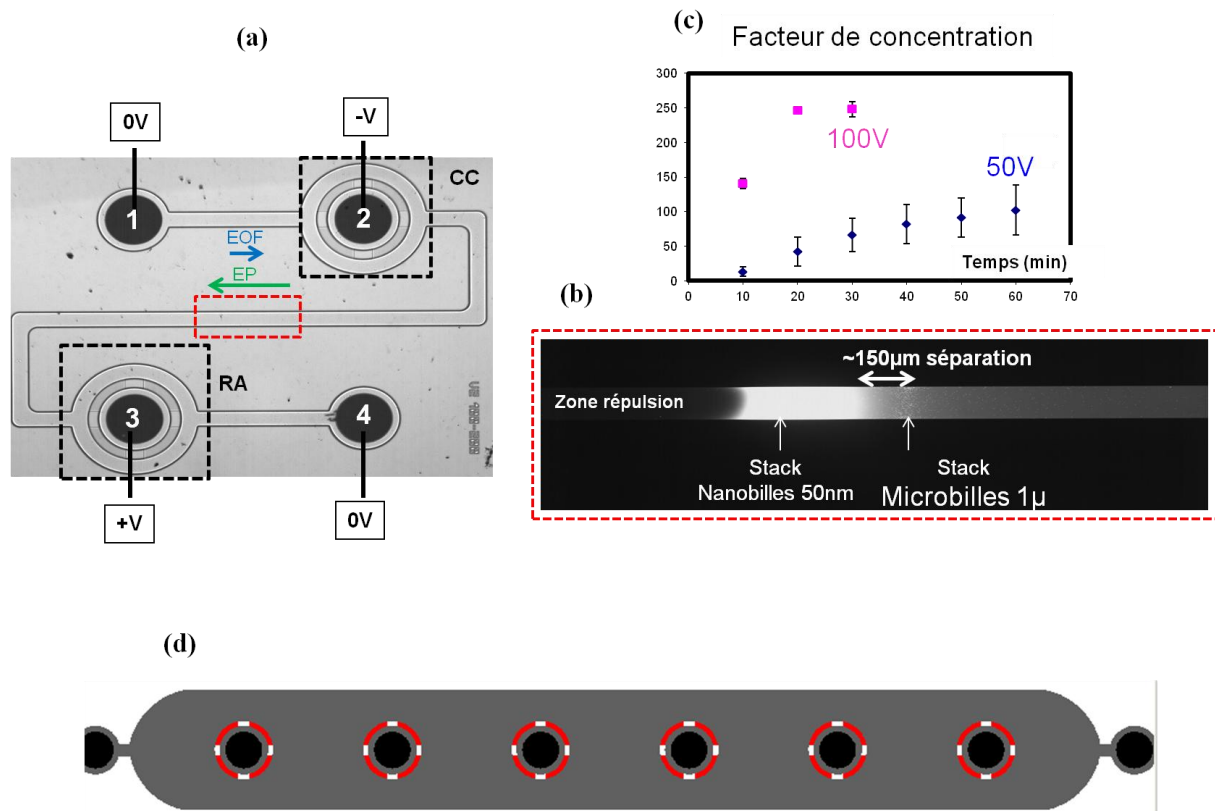 (a)
0V
-V
CC
1
2
EOF
EP
RA
3
4
+V
0V
(c)
Facteur de concentration
300
250
200
150
100
50
0
100V
50V
Temps (min)
0
10
20
30
40
50
60
70
(b)
~150µm séparation
Zone répulsion
Stack
Nanobilles 50nm
Stack
Microbilles 1µ
(d)